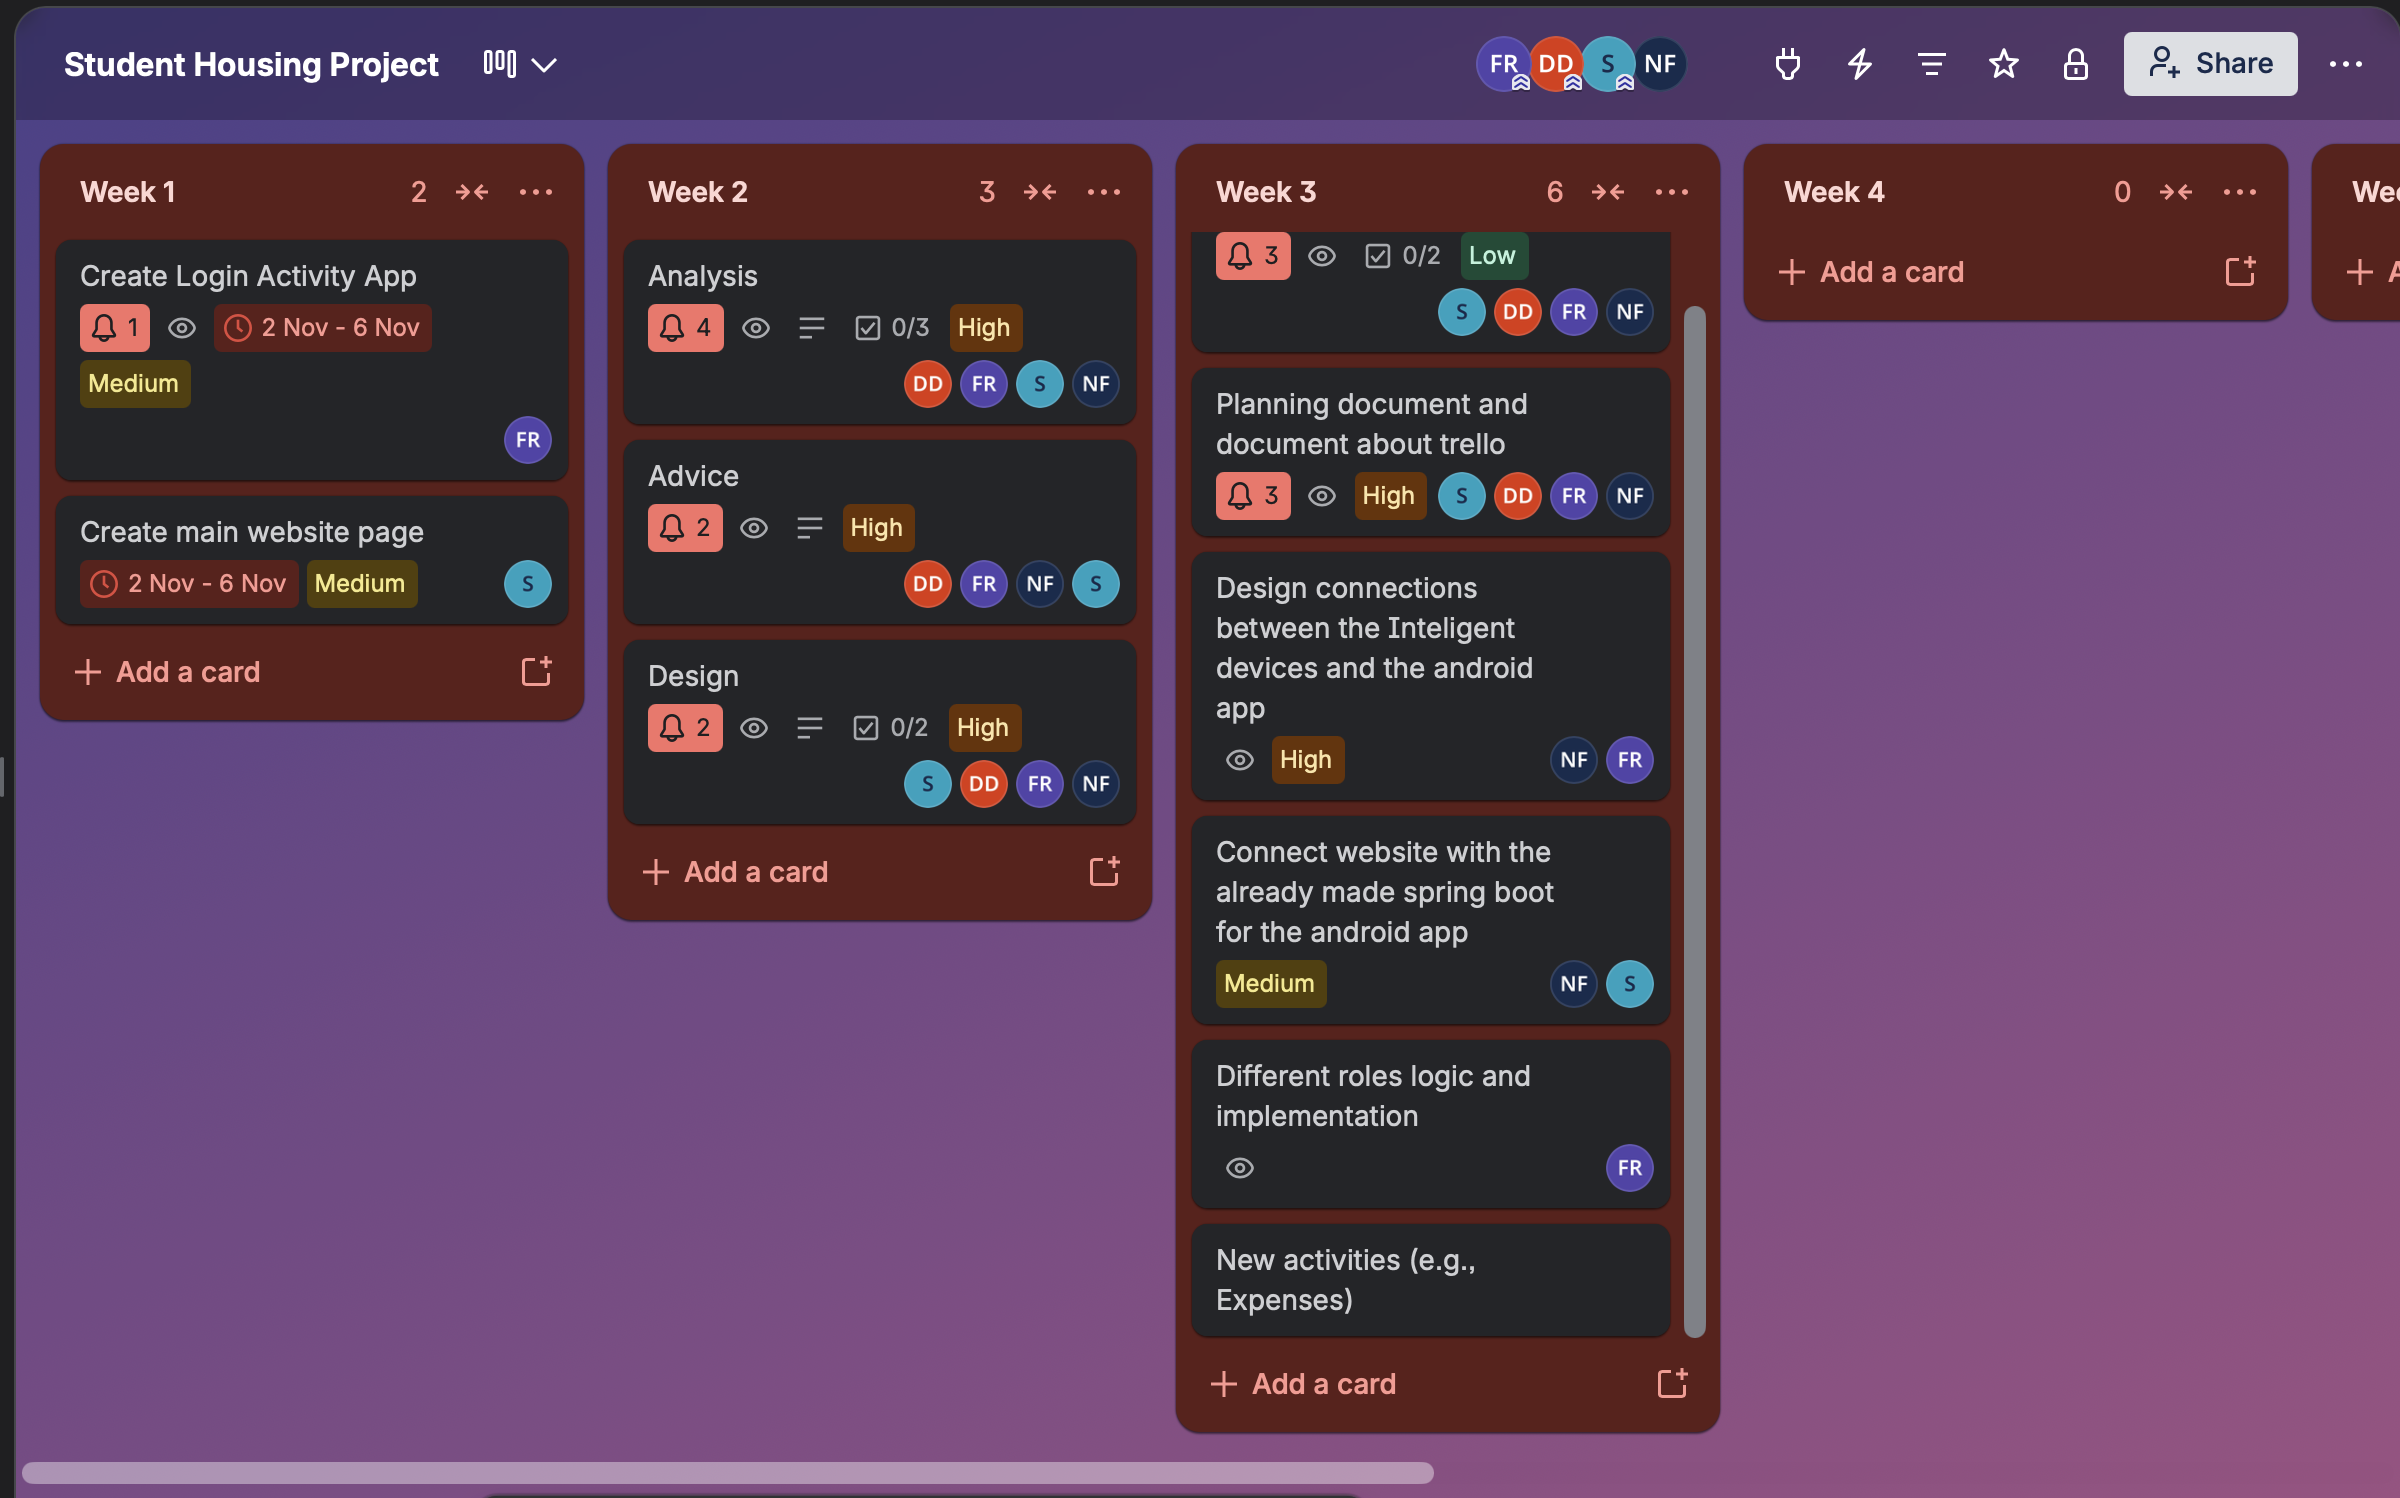 Student Housing Project
FR DD S NF
Share
Week 1 2
Create Login Activity App
1 2 Nov - 6 Nov
Medium
FR
Create main website page
2 Nov - 6 Nov Medium S
Add a card
Week 2 3
Analysis
4 0/3 High
DD FR S NF
Advice
2 High
DD FR NF S
Design
2 0/2 High
S DD FR NF
Add a card
Week 3 6
3 0/2 Low
S DD FR NF
Planning document and
document about trello
3 High S DD FR NF
Design connections
between the Inteligent
devices and the android
app
High NF FR
Connect website with the
already made spring boot
for the android app
Medium NF S
Different roles logic and
implementation
FR
New activities (e.g.,
Expenses)
Add a card
Week 4 0
Add a card